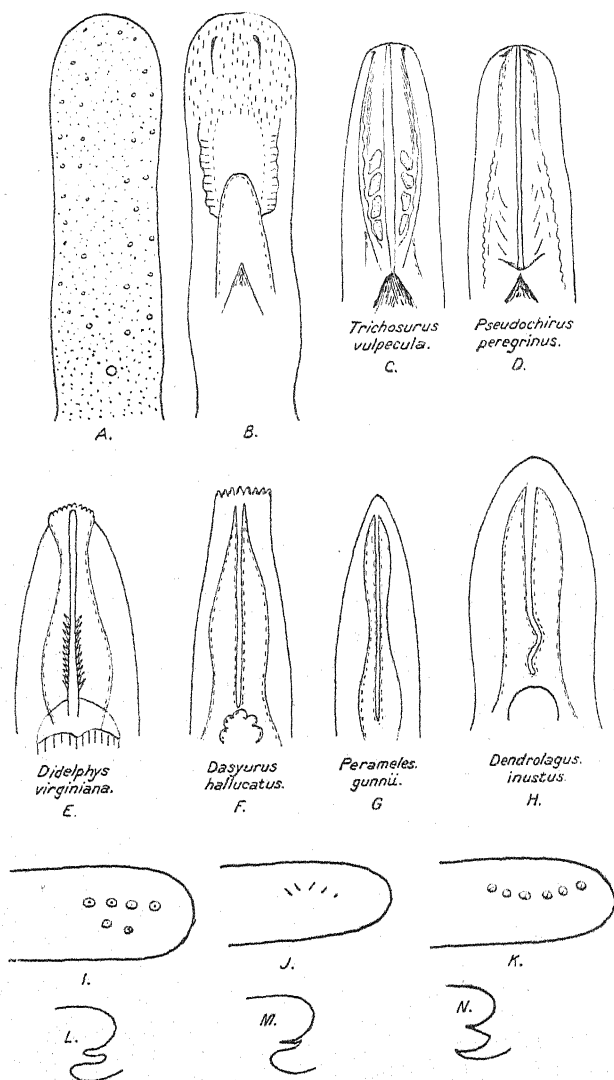 A.
B.
Trichosurus
vulpecula.
C.
Pseudochirus
peregrinus.
D.
Didelphys
virginiana.
E.
Dasyurus
hallucatus.
F.
Perameles.
gunnii.
G
Dendrolagus.
inustus
H.
I.
J.
K.
L.
M.
N.